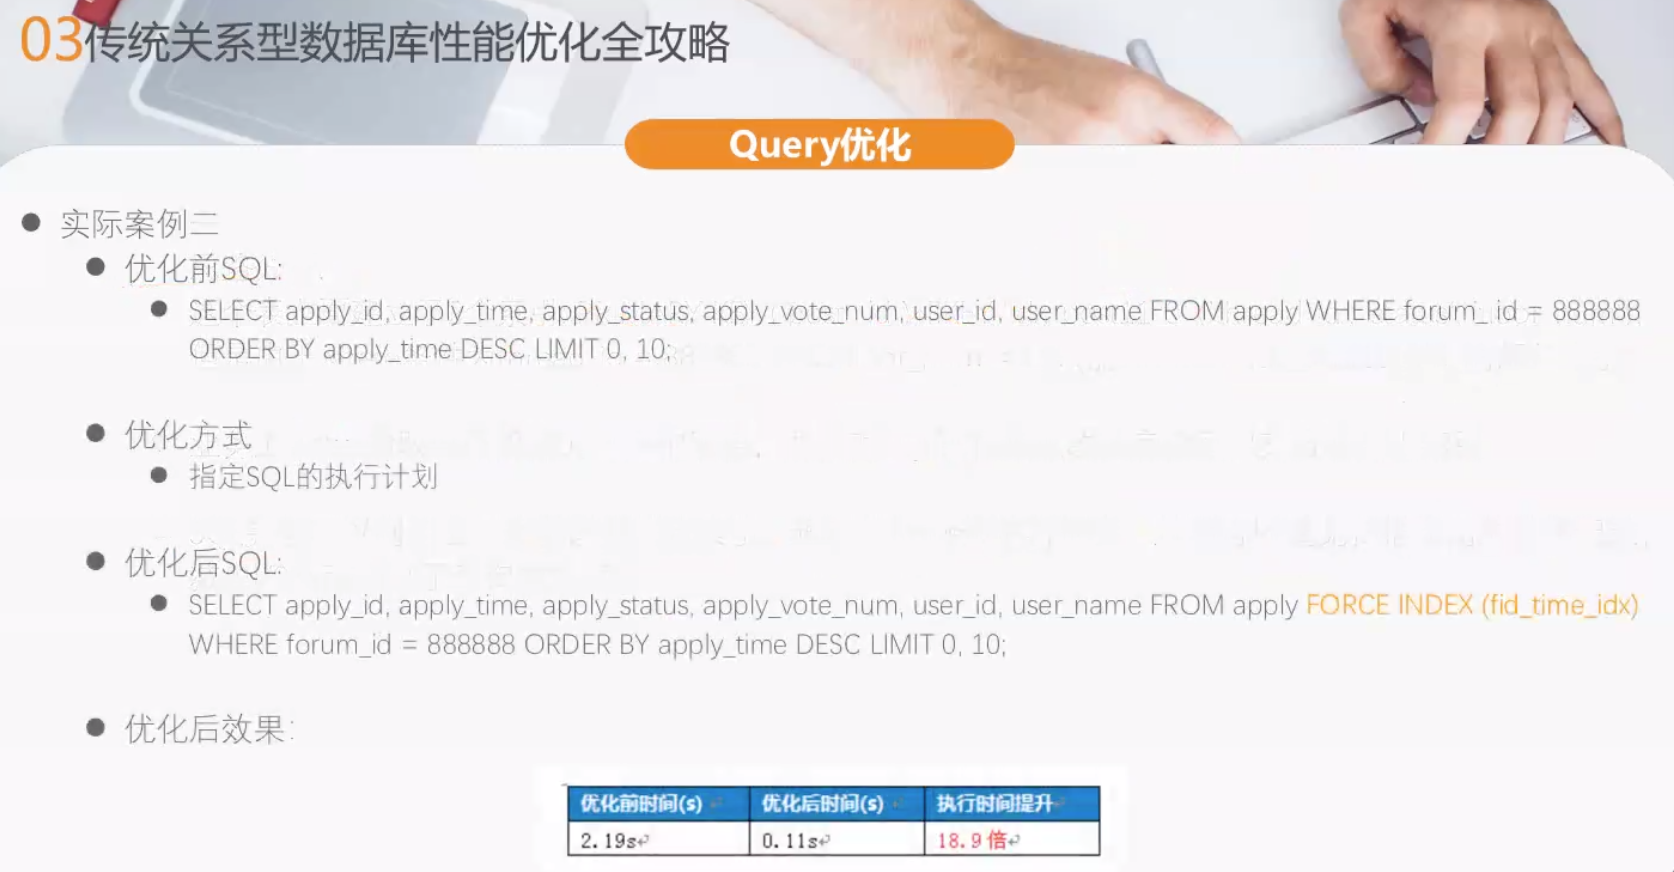 03传统关系型数据库性能优化全攻略
Query优化
实际案例二
优化前SQL:
SELECT apply_id, apply_time, apply_status, apply_vote_num, user_id, user_name FROM apply WHERE forum_id = 888888
ORDER BY apply_time DESC LIMIT 0, 10;
优化方式
指定SQL的执行计划
优化后SQL:
SELECT apply_id, apply_time, apply_status, apply_vote_num, user_id, user_name FROM apply FORCE INDEX (fid_time_idx)
WHERE forum_id = 888888 ORDER BY apply_time DESC LIMIT 0, 10;
优化后效果:
优化前时间(s) 优化后时间(s) 执行时间提升
2.19s 0.11s 18.9倍